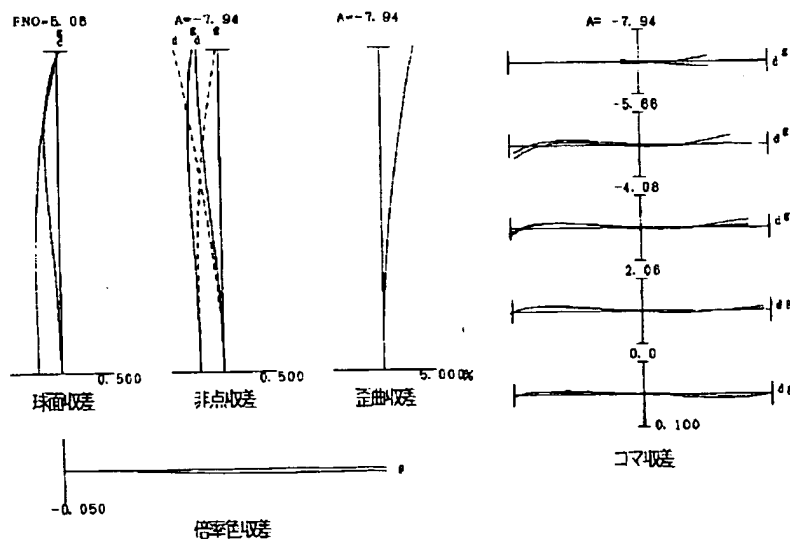 FNO=5.08
g
d
0.500
球面収差
A=-7.94
d g d g
0.500
非点収差
A=-7.94
5.000%
歪曲収差
A= -7.94
d g
-5.66
d g
-4.08
d g
2.06
d g
0.0
d g
0.100
コマ収差
-0.050
g
倍率色収差